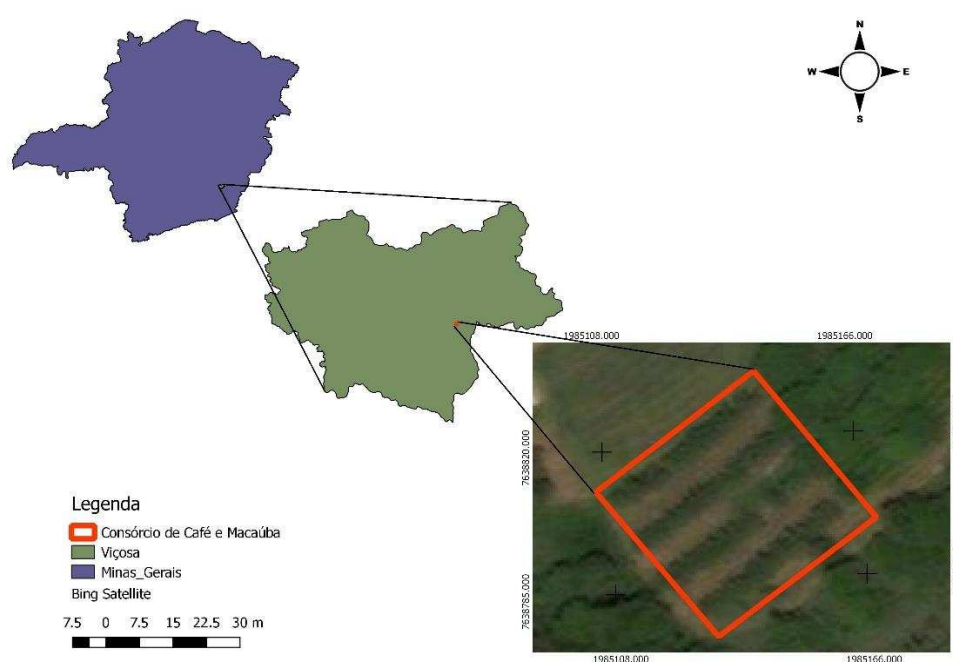 N
W E
S
1985108.000 1985166.000
7638820.000
7638785.000
1985108.000 1985166.000
Legenda
Consórcio de Café e Macaúba
Viçosa
Minas_Gerais
Bing Satellite
7.5 0 7.5 15 22.5 30 m